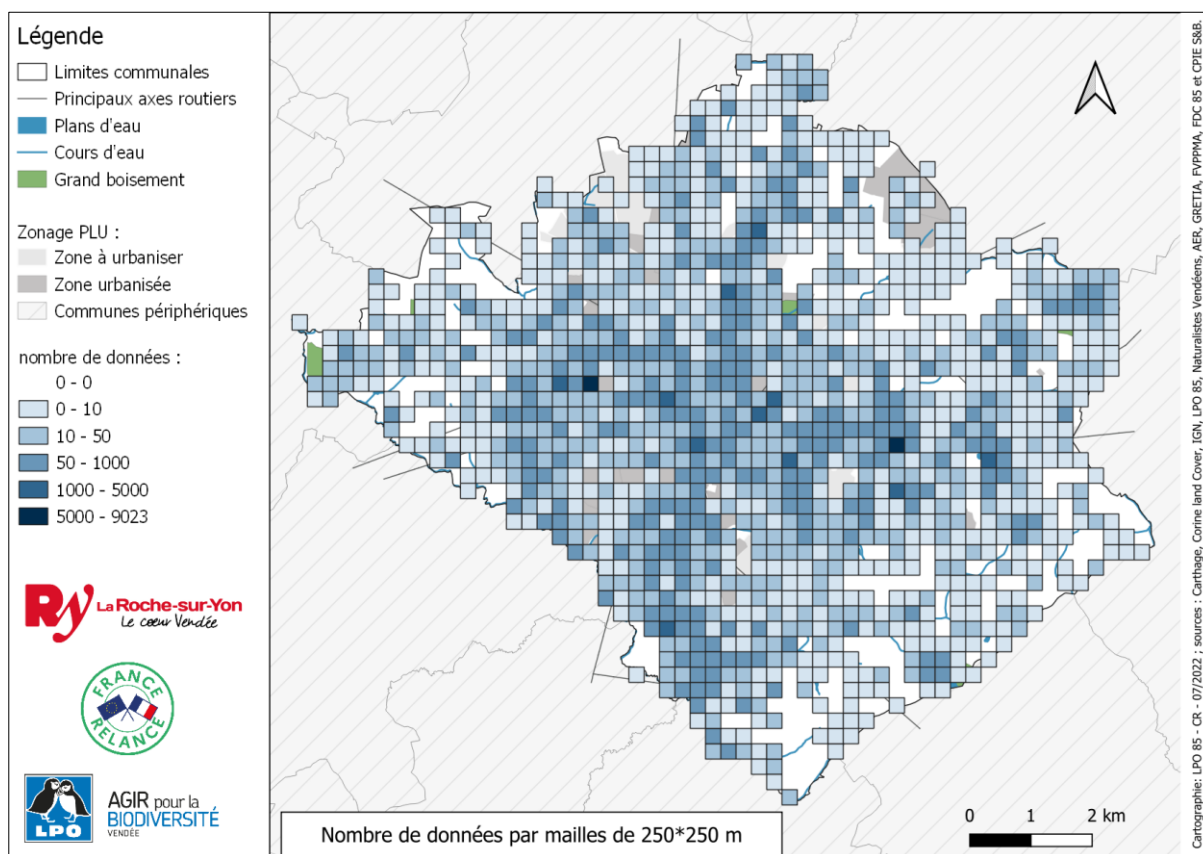 Légende
Limites communales
Principaux axes routiers
Plans d'eau
Cours d'eau
Grand boisement
Zonage PLU :
Zone à urbaniser
Zone urbanisée
Communes périphériques
nombre de données :
0 - 0
0 - 10
10 - 50
50 - 1000
1000 - 5000
5000 - 9023
Ry La Roche-sur-Yon
Le cœur Vendée
FRANCE
RELANCE
LPO
AGIR pour la
BIODIVERSITÉ
VENDÉE
Nombre de données par mailles de 250*250 m
0 1 2 km
Cartographie: LPO 85 - CR - 07/2022 ; sources : Carthage, Corine land Cover, IGN, LPO 85, Naturalistes Vendéens, AER, GRETIA, FVPPMA, FDC 85 et CPIE S&B.